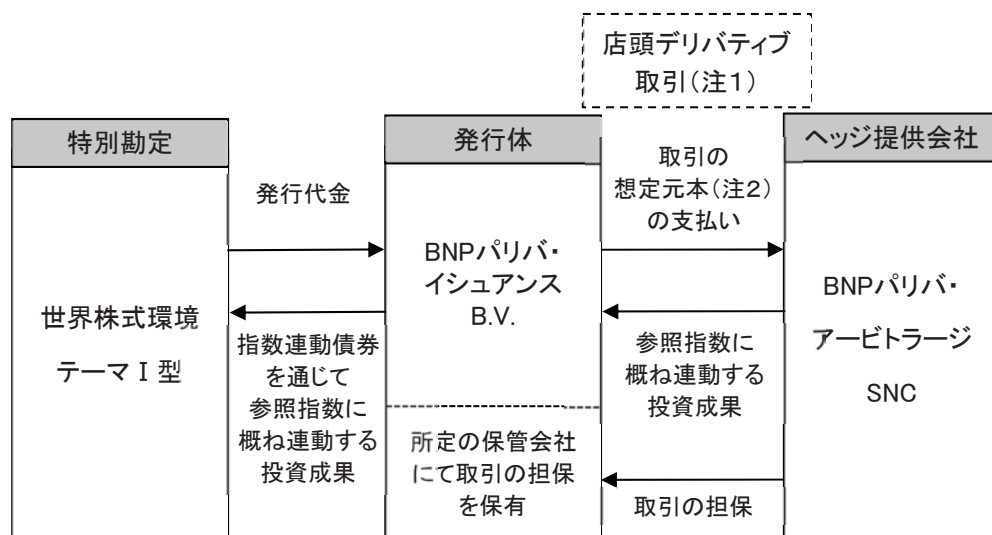 店頭デリバティブ
取引(注1)
特別勘定
発行体
ヘッジ提供会社
発行代金
取引の
想定元本(注2)
の支払い
世界株式環境
テーマⅠ型
BNPパリバ・
イシュアンス
B.V.
BNPパリバ・
アービトラージ
SNC
指数連動債券
を通じて
参照指数に
概ね連動する
投資成果
参照指数に
概ね連動する
投資成果
所定の保管会社
にて取引の担保
を保有
取引の担保